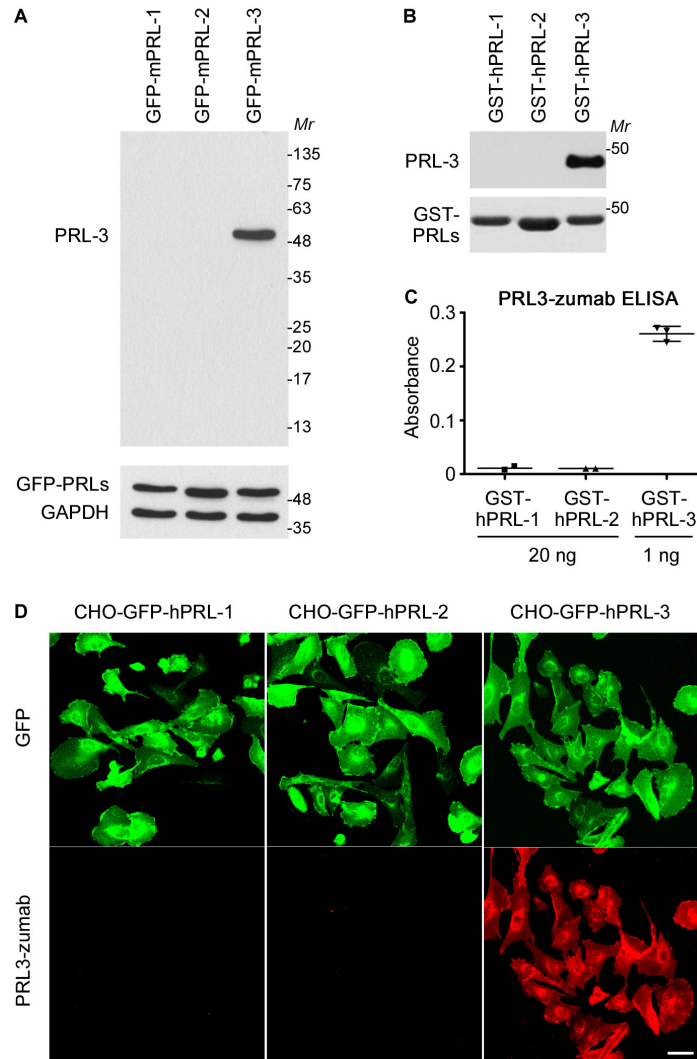 A
GFP-mPRL-1
GFP-mPRL-2
GFP-mPRL-3
Mr
-135
-75
-63
PRL-3
-48
-35
-25
-20
-17
-13
GFP-PRLs
-48
GAPDH
-35
B
GST-hPRL-1
GST-hPRL-2
GST-hPRL-3
Mr
-50
PRL-3
-50
GST-
PRLs
C
PRL3-zumab ELISA
Absorbance
0.3
0.2
0.1
0
GST-
hPRL-1
GST-
hPRL-2
GST-
hPRL-3
20 ng
1 ng
D
CHO-GFP-hPRL-1
CHO-GFP-hPRL-2
CHO-GFP-hPRL-3
GFP
PRL3-zumab